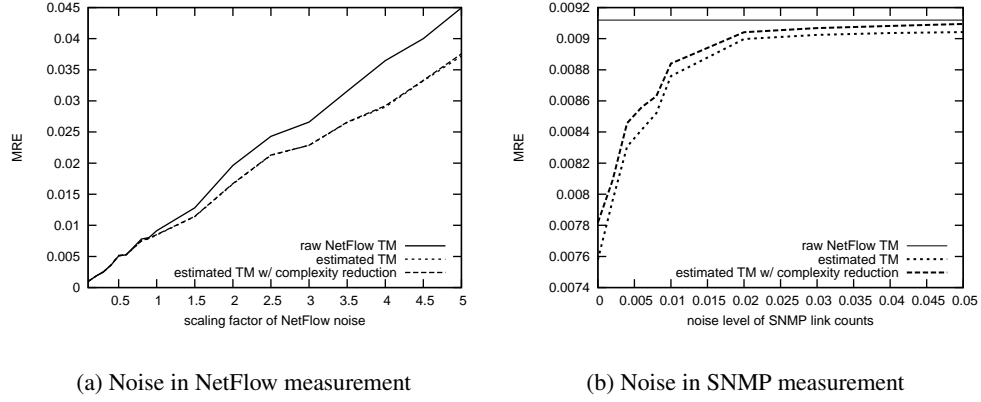 0.045
0.04
0.035
0.03
0.025
0.02
0.015
0.01
0.005
0
MRE
0.5 1 1.5 2 2.5 3 3.5 4 4.5 5
scaling factor of NetFlow noise
raw NetFlow TM
estimated TM
estimated TM w/ complexity reduction
(a) Noise in NetFlow measurement
0.0092
0.009
0.0088
0.0086
0.0084
0.0082
0.008
0.0078
0.0076
0.0074
MRE
0 0.005 0.01 0.015 0.02 0.025 0.03 0.035 0.04 0.045 0.05
noise level of SNMP link counts
raw NetFlow TM
estimated TM
estimated TM w/ complexity reduction
(b) Noise in SNMP measurement